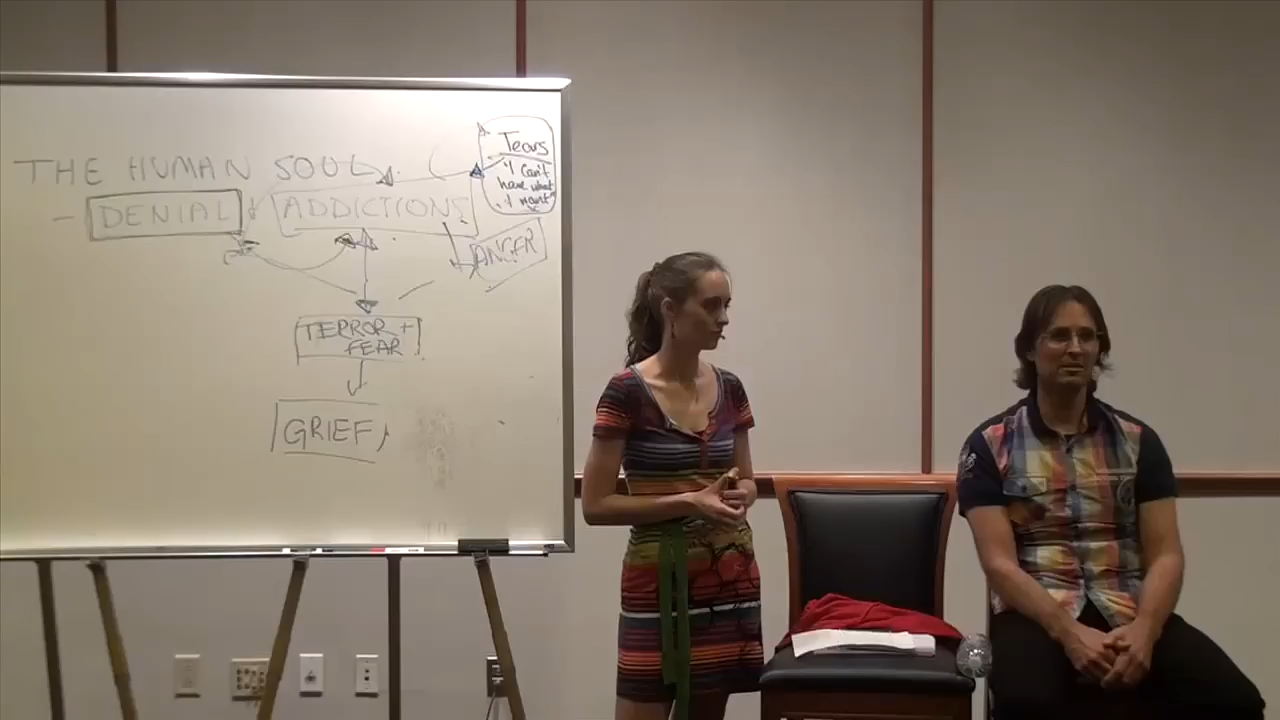 THE HUMAN SOUL
Tears
"I can't
have what
I want"
- DENIAL ADDICTIONS
ANGER
TERROR +
FEAR
GRIEF